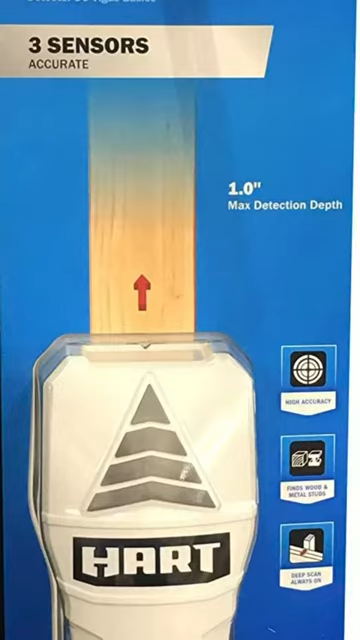 3 SENSORS
ACCURATE
1.0"
Max Detection Depth
HIGH ACCURACY
FINDS WOOD &
METAL STUDS
DEEP SCAN
ALWAYS ON
HART